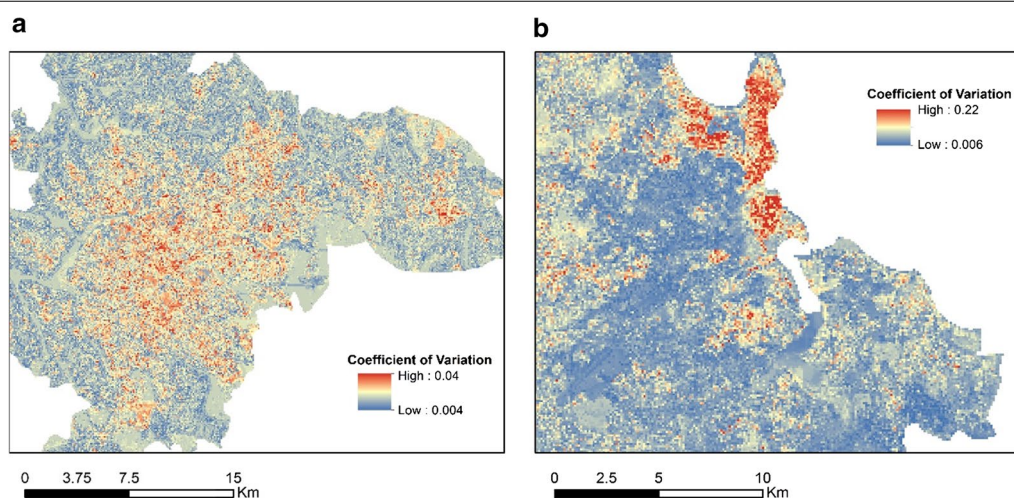 a
b
Coefficient of Variation
High : 0.22
Low : 0.006
Coefficient of Variation
High : 0.04
Low : 0.004
0 3.75 7.5 15
Km
0 2.5 5 10
Km